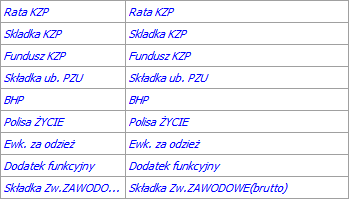 Rata KZP Rata KZP
Składka KZP Składka KZP
Fundusz KZP Fundusz KZP
Składka ub. PZU Składka ub. PZU
BHP BHP
Polisa ŻYCIE Polisa ŻYCIE
Ewk. za odzież Ewk. za odzież
Dodatek funkcyjny Dodatek funkcyjny
Składka Zw.ZAWODO... Składka Zw.ZAWODOWE(brutto)